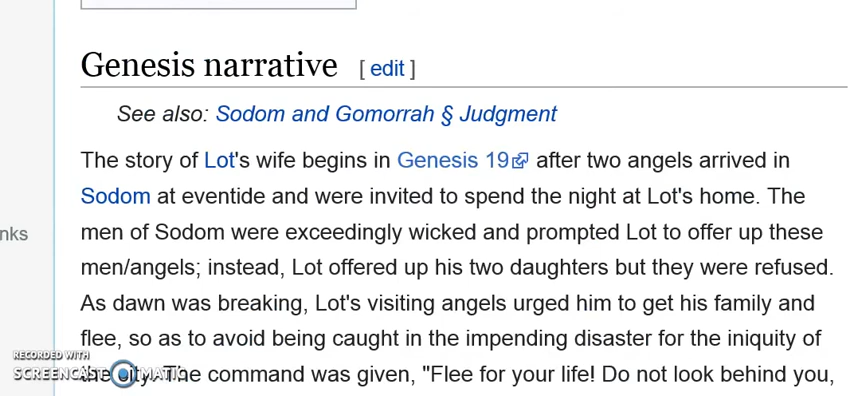 Genesis narrative [ edit ]
See also: Sodom and Gomorrah § Judgment
The story of Lot's wife begins in Genesis 19 after two angels arrived in
Sodom at eventide and were invited to spend the night at Lot's home. The
men of Sodom were exceedingly wicked and prompted Lot to offer up these
nks
men/angels; instead, Lot offered up his two daughters but they were refused.
As dawn was breaking, Lot's visiting angels urged him to get his family and
flee, so as to avoid being caught in the impending disaster for the iniquity of
the city. The command was given, "Flee for your life! Do not look behind you,
RECORDED WITH
SCREENCAST-O-MATIC